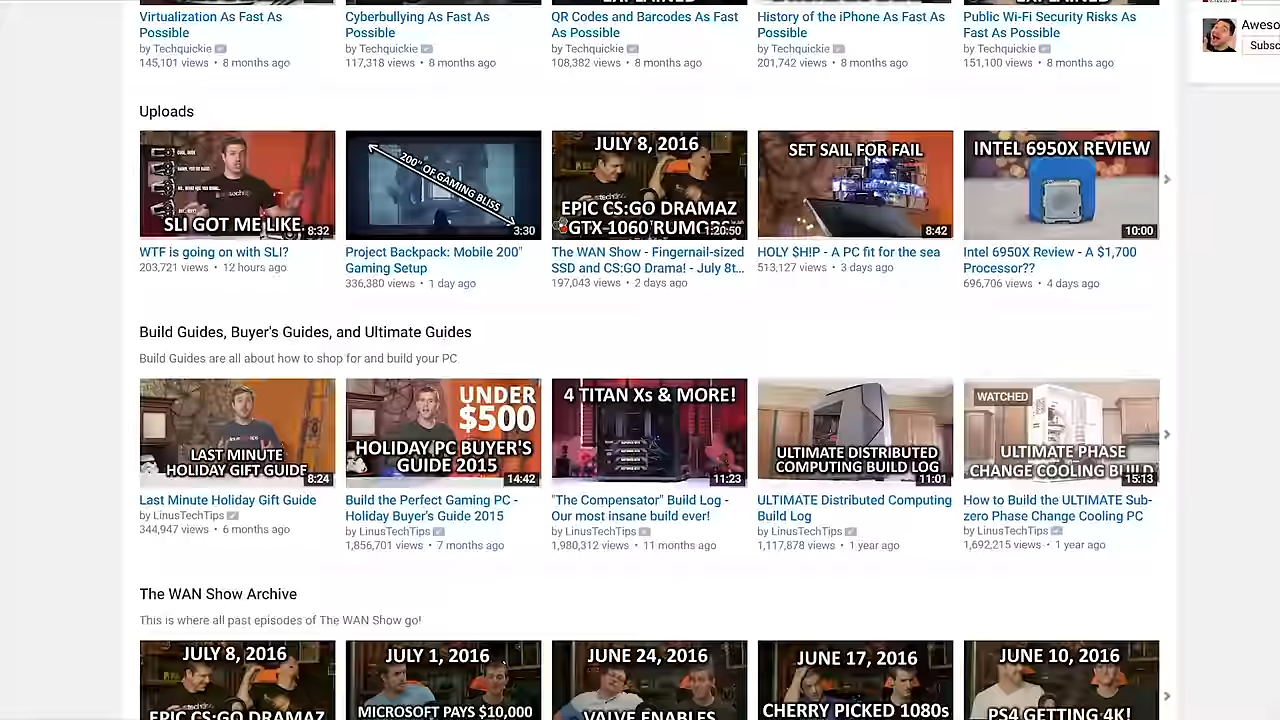 Virtualization As Fast As
Possible
by Techquickie
145,101 views • 8 months ago
Cyberbullying As Fast As
Possible
by Techquickie
117,318 views • 8 months ago
QR Codes and Barcodes As Fast
As Possible
by Techquickie
108,382 views • 8 months ago
History of the iPhone As Fast As
Possible
by Techquickie
201,742 views • 8 months ago
Public Wi-Fi Security Risks As
Fast As Possible
by Techquickie
151,100 views • 8 months ago
Aweso
Subsc
Uploads
SLI GOT ME LIKE.
8:32
WTF is going on with SLI?
203,721 views • 12 hours ago
200" OF GAMING BLISS
3:30
Project Backpack: Mobile 200"
Gaming Setup
336,380 views • 1 day ago
JULY 8, 2016
EPIC CS:GO DRAMAZ
GTX 1060 RUMORS
1:20:50
The WAN Show - Fingernail-sized
SSD and CS:GO Drama! - July 8t...
197,043 views • 2 days ago
SET SAIL FOR FAIL
8:42
HOLY $H!P - A PC fit for the sea
513,127 views • 3 days ago
INTEL 6950X REVIEW
10:00
Intel 6950X Review - A $1,700
Processor??
696,706 views • 4 days ago
Build Guides, Buyer's Guides, and Ultimate Guides
Build Guides are all about how to shop for and build your PC
LAST MINUTE
HOLIDAY GIFT GUIDE
8:24
Last Minute Holiday Gift Guide
by LinusTechTips
344,947 views • 6 months ago
UNDER
$500
HOLIDAY PC BUYER'S
GUIDE 2015
14:42
Build the Perfect Gaming PC -
Holiday Buyer's Guide 2015
by LinusTechTips
1,856,701 views • 7 months ago
4 TITAN Xs & MORE!
11:23
"The Compensator" Build Log -
Our most insane build ever!
by LinusTechTips
1,980,312 views • 11 months ago
ULTIMATE DISTRIBUTED
COMPUTING BUILD LOG
11:01
ULTIMATE Distributed Computing
Build Log
by LinusTechTips
1,117,878 views • 1 year ago
WATCHED
ULTIMATE PHASE
CHANGE COOLING BUILD
15:13
How to Build the ULTIMATE Sub-
zero Phase Change Cooling PC
by LinusTechTips
1,692,215 views • 1 year ago
The WAN Show Archive
This is where all past episodes of The WAN Show go!
JULY 8, 2016
EPIC CS:GO DRAMAZ
JULY 1, 2016
MICROSOFT PAYS $10,000
JUNE 24, 2016
VALVE ENABLES
JUNE 17, 2016
CHERRY PICKED 1080s
JUNE 10, 2016
PS4 GETTING 4K!